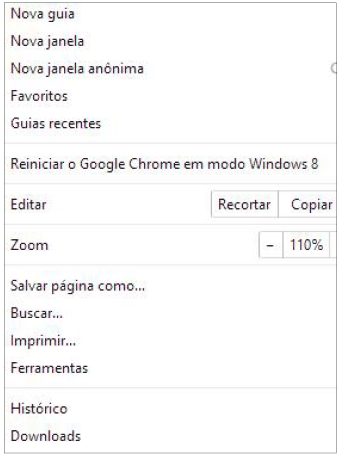 Nova guia
Nova janela
Nova janela anônima
Favoritos
Guias recentes
Reiniciar o Google Chrome em modo Windows 8
Editar Recortar Copiar
Zoom − 110%
Salvar página como...
Buscar...
Imprimir...
Ferramentas
Histórico
Downloads